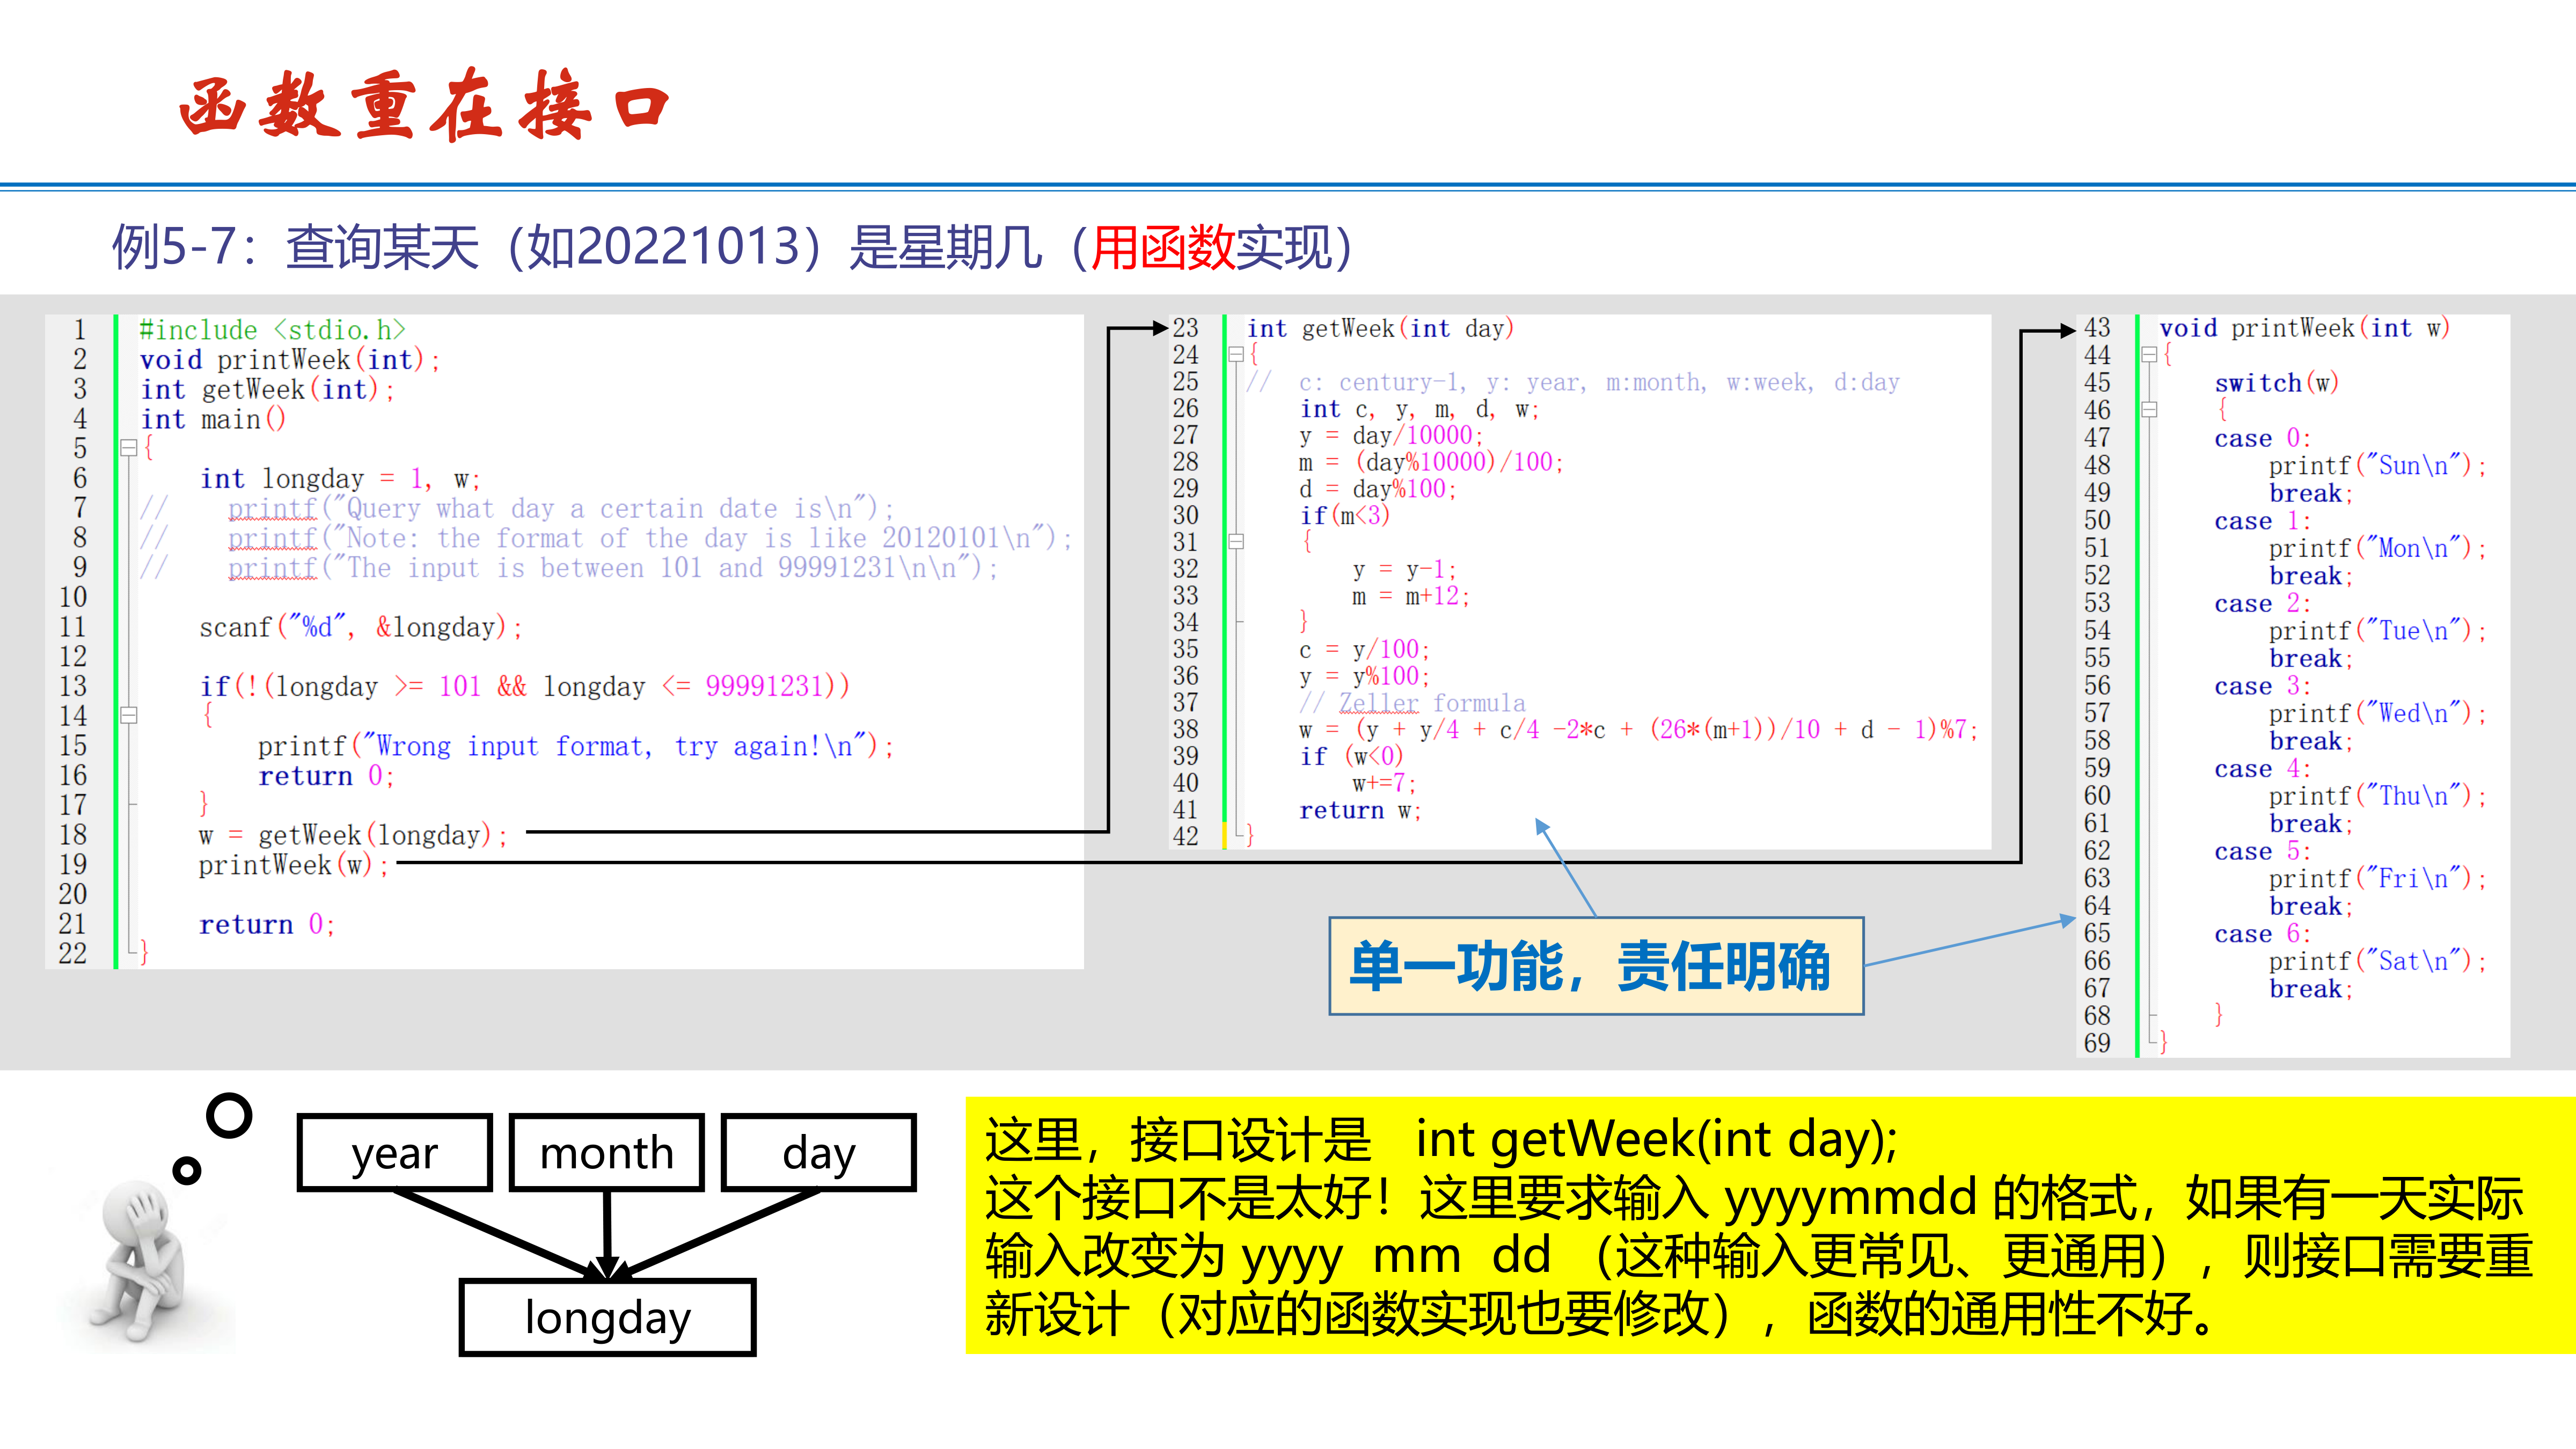 函数重在接口
例5-7：查询某天（如20221013）是星期几（用函数实现）
1 #include <stdio.h>
2 void printWeek(int);
3 int getWeek(int);
4 int main()
5 {
6 int longday = 1, w;
7 // printf("Query what day a certain date is\n");
8 // printf("Note: the format of the day is like 20120101\n");
9 // printf("The input is between 101 and 99991231\n\n");
10
11 scanf("%d", &longday);
12
13 if(!(longday >= 101 && longday <= 99991231))
14 {
15 printf("Wrong input format, try again!\n");
16 return 0;
17 }
18 w = getWeek(longday);
19 printWeek(w);
20
21 return 0;
22 }
23 int getWeek(int day)
24 {
25 // c: century-1, y: year, m:month, w:week, d:day
26 int c, y, m, d, w;
27 y = day/10000;
28 m = (day%10000)/100;
29 d = day%100;
30 if(m<3)
31 {
32 y = y-1;
33 m = m+12;
34 }
35 c = y/100;
36 y = y%100;
37 // Zeller formula
38 w = (y + y/4 + c/4 -2*c + (26*(m+1))/10 + d - 1)%7;
39 if (w<0)
40 w+=7;
41 return w;
42 }
43 void printWeek(int w)
44 {
45 switch(w)
46 {
47 case 0:
48 printf("Sun\n");
49 break;
50 case 1:
51 printf("Mon\n");
52 break;
53 case 2:
54 printf("Tue\n");
55 break;
56 case 3:
57 printf("Wed\n");
58 break;
59 case 4:
60 printf("Thu\n");
61 break;
62 case 5:
63 printf("Fri\n");
64 break;
65 case 6:
66 printf("Sat\n");
67 break;
68 }
69 }
单一功能，责任明确
year month day
longday
这里，接口设计是 int getWeek(int day);
这个接口不是太好！这里要求输入 yyyymmdd 的格式，如果有一天实际
输入改变为 yyyy mm dd （这种输入更常见、更通用），则接口需要重
新设计（对应的函数实现也要修改），函数的通用性不好。